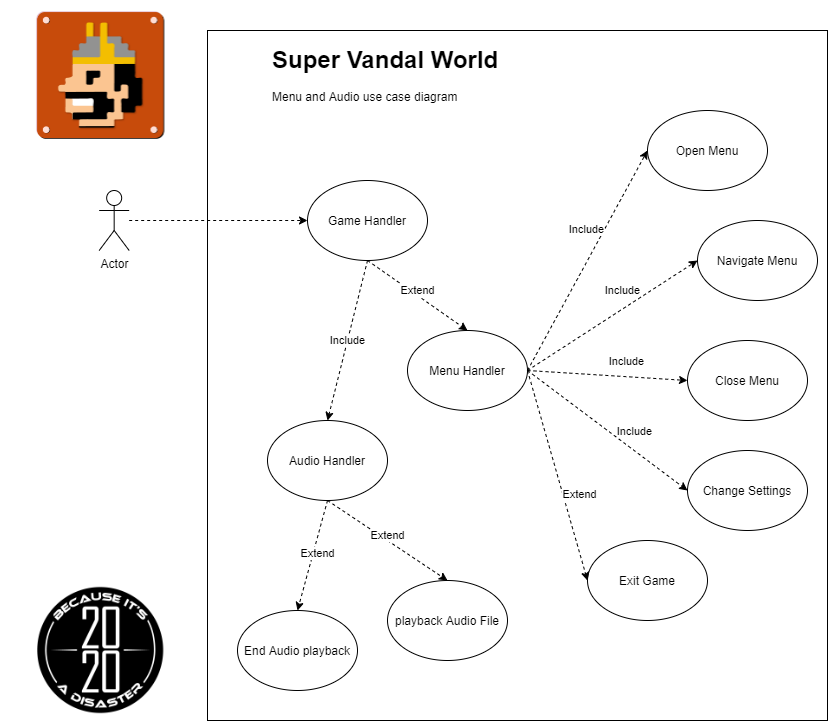 Super Vandal World
Menu and Audio use case diagram
Open Menu
Game Handler
Include
Navigate Menu
Actor
Extend
Include
Include
Menu Handler
Include
Close Menu
Include
Audio Handler
Change Settings
Extend
Extend
Extend
Exit Game
playback Audio File
End Audio playback
BECAUSE IT'S
20
20
A DISASTER